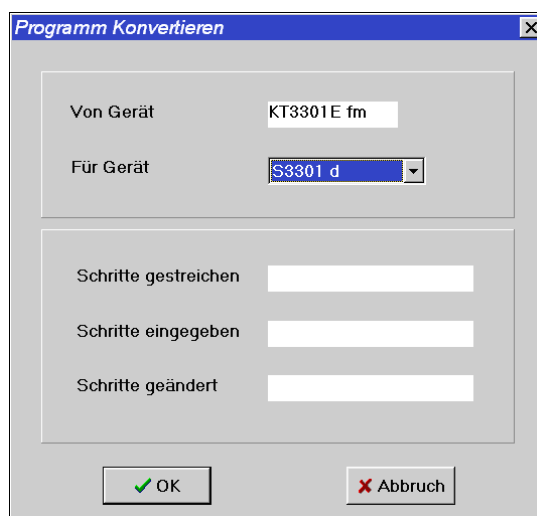 Programm Konvertieren
Von Gerät KT3301E fm
Für Gerät S3301 d
Schritte gestreichen
Schritte eingegeben
Schritte geändert
OK Abbruch